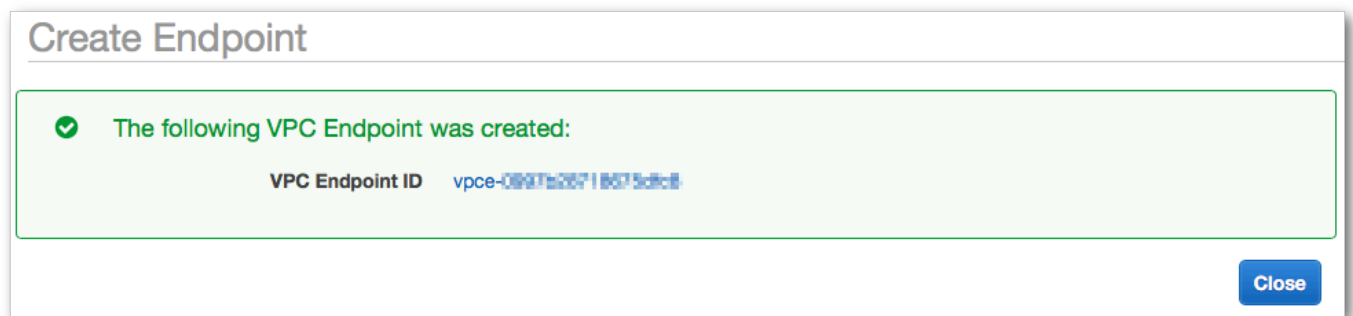 Create Endpoint
The following VPC Endpoint was created:
VPC Endpoint ID vpce-
Close